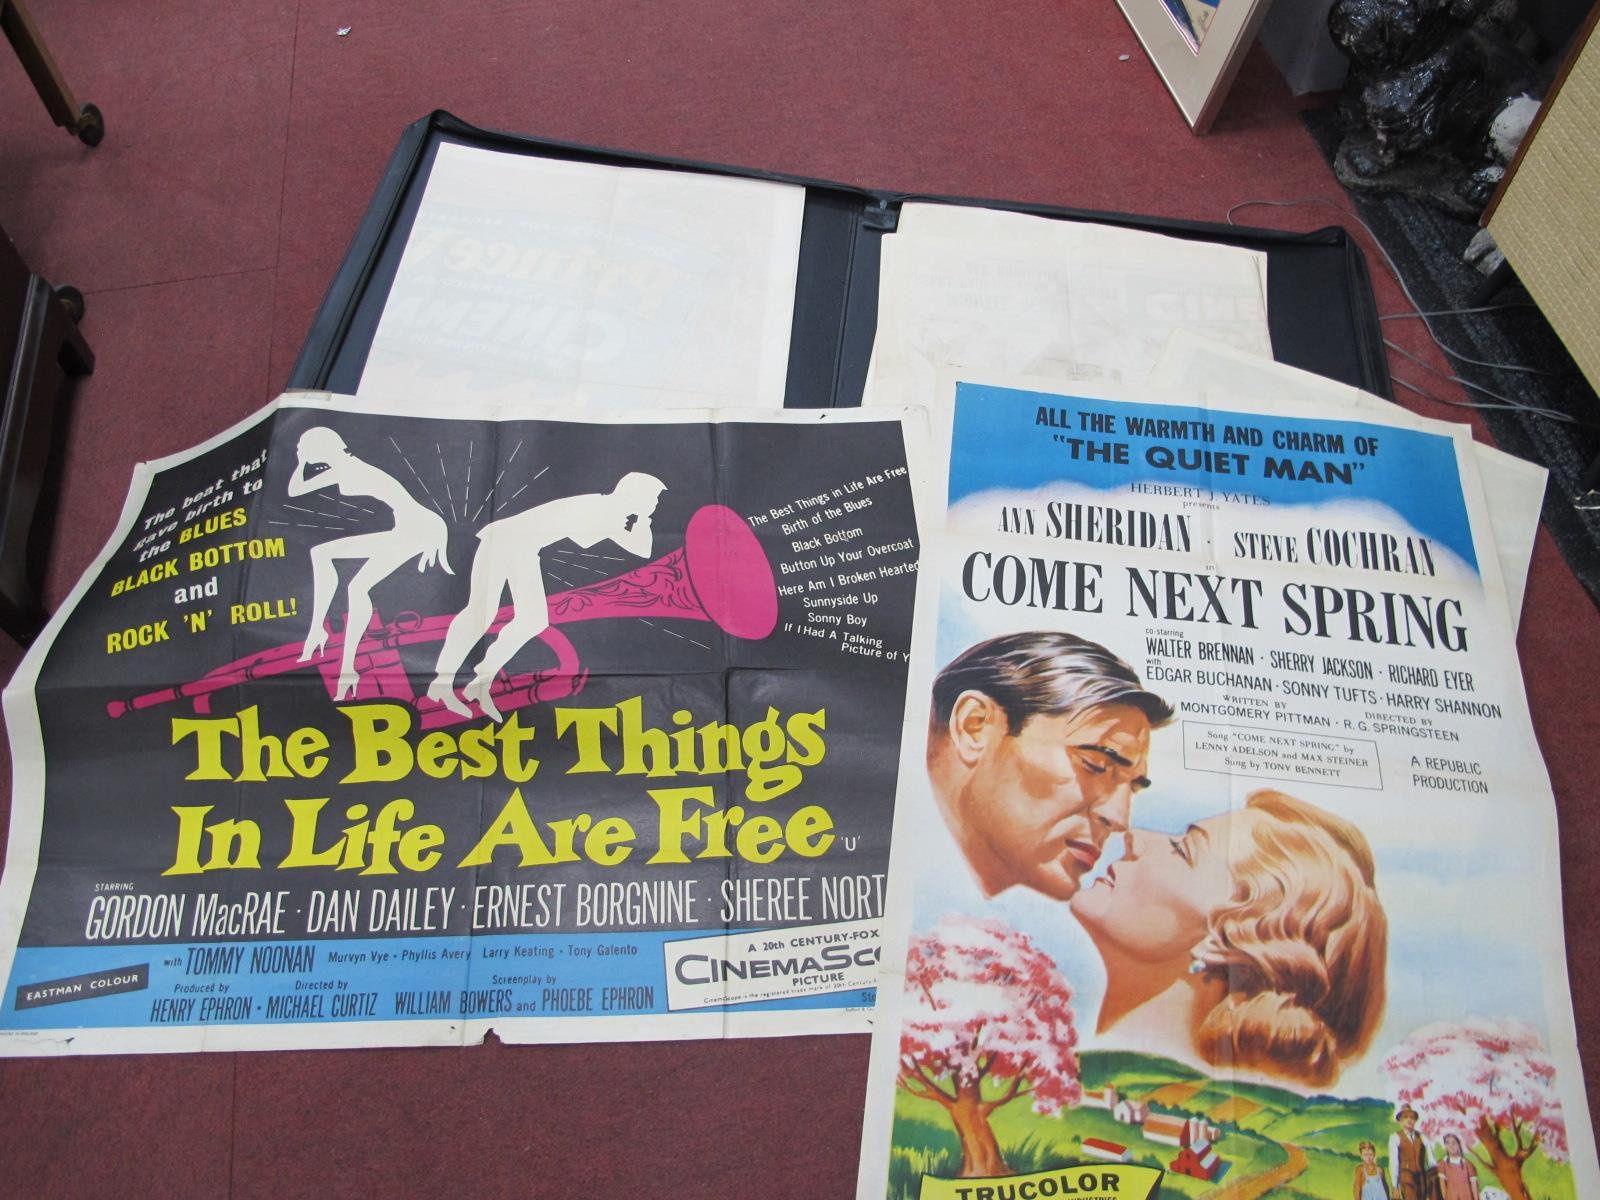 The beat that
gave birth to
the BLUES
BLACK BOTTOM
and
ROCK 'N' ROLL!
The Best Things in Life Are Free
Birth of the Blues
Black Bottom
Button Up Your Overcoat
Here Am I Broken Hearted
Sunnyside Up
Sonny Boy
If I Had A Talking
Picture of Y
The Best Things
In Life Are Free 'U'
STARRING
GORDON MacRAE · DAN DAILEY · ERNEST BORGNINE · SHEREE NORT
with TOMMY NOONAN Murvyn Vye · Phyllis Avery Larry Keating · Tony Galento
EASTMAN COLOUR
Produced by
HENRY EPHRON · 
Directed by
MICHAEL CURTIZ
Screenplay by
WILLIAM BOWERS and PHOEBE EPHRON
A 20th CENTURY-FOX
CINEMASCO
PICTURE
ALL THE WARMTH AND CHARM OF
"THE QUIET MAN"
HERBERT J. YATES
presents
ANN SHERIDAN · STEVE COCHRAN
in
COME NEXT SPRING
co-starring
WALTER BRENNAN · SHERRY JACKSON · RICHARD EYER
with
EDGAR BUCHANAN · SONNY TUFTS · HARRY SHANNON
WRITTEN BY
MONTGOMERY PITTMAN · 
DIRECTED BY
R. G. SPRINGSTEEN
Song "COME NEXT SPRING" by
LENNY ADELSON and MAX STEINER
Sung by TONY BENNETT
A REPUBLIC
PRODUCTION
TRUCOLOR